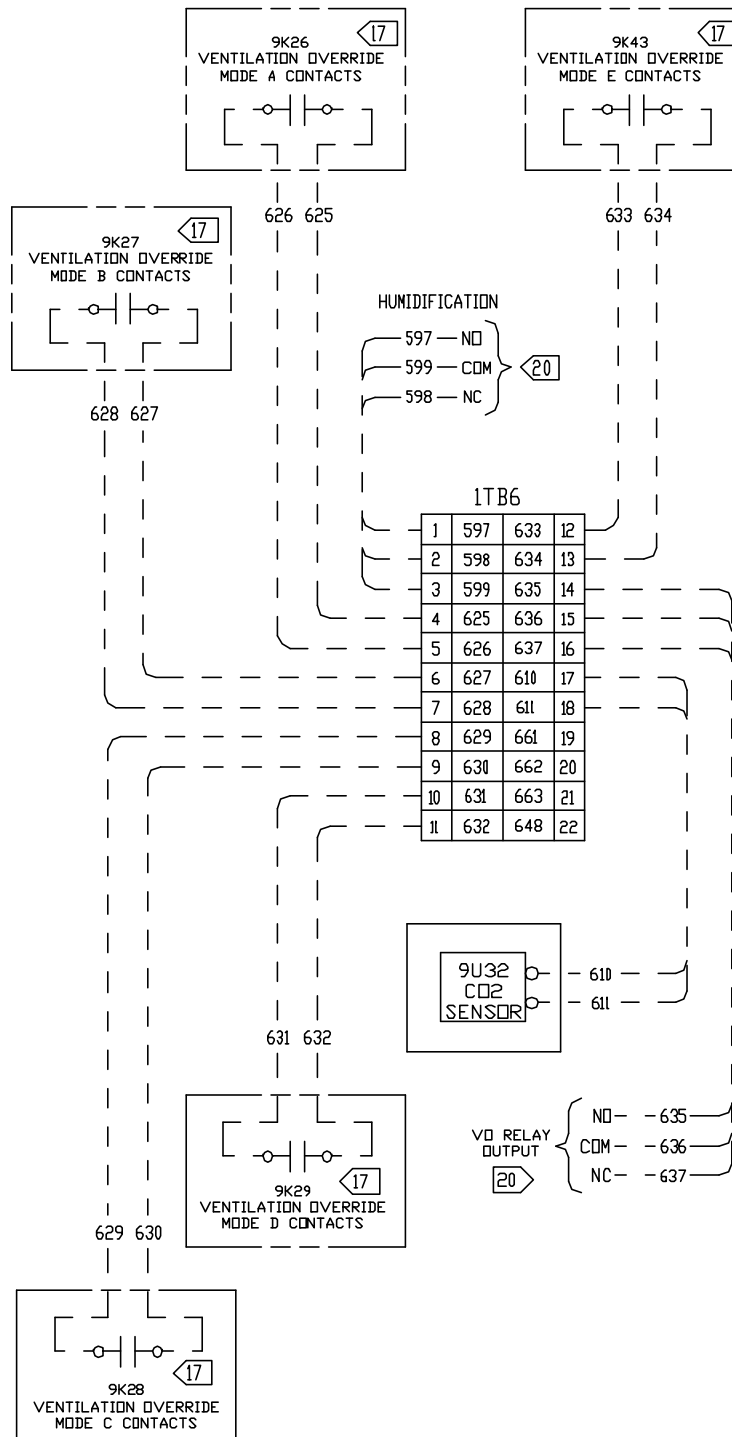 9K26
VENTILATION OVERRIDE
MODE A CONTACTS
17
9K43
VENTILATION OVERRIDE
MODE E CONTACTS
17
626 625
633 634
9K27
VENTILATION OVERRIDE
MODE B CONTACTS
17
628 627
HUMIDIFICATION
597 NO
599 COM
598 NC
20
1TB6
1 597 633 12
2 598 634 13
3 599 635 14
4 625 636 15
5 626 637 16
6 627 610 17
7 628 611 18
8 629 661 19
9 630 662 20
10 631 663 21
11 632 648 22
9U32
CO2
SENSOR
610
611
631 632
VO RELAY
OUTPUT
20
NO 635
COM 636
NC 637
9K29
VENTILATION OVERRIDE
MODE D CONTACTS
17
629 630
9K28
VENTILATION OVERRIDE
MODE C CONTACTS
17